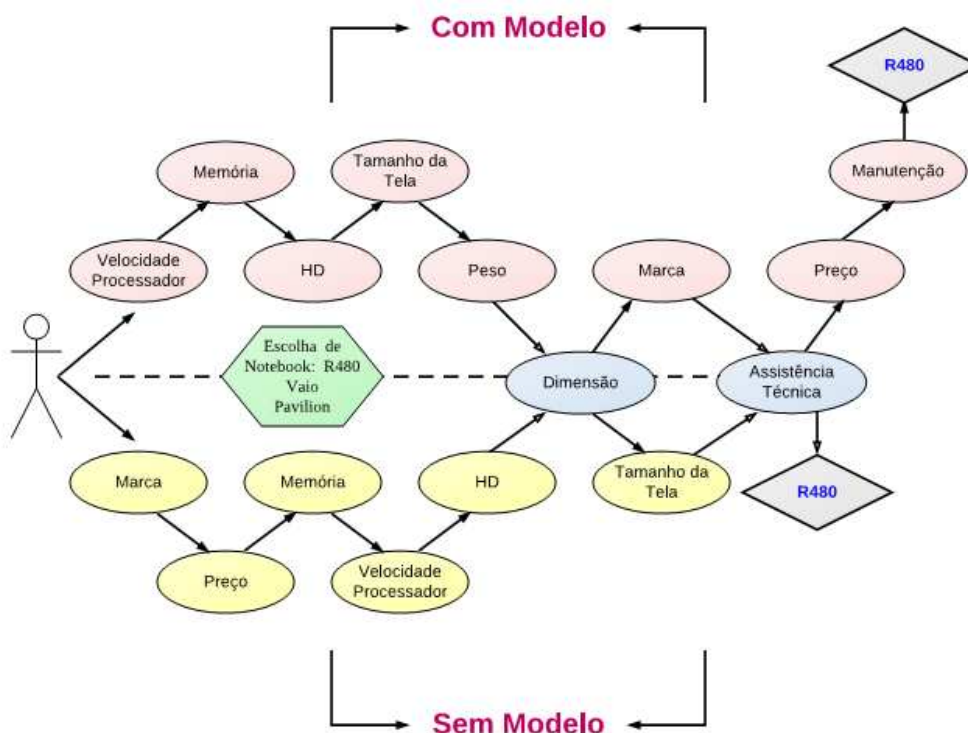 Com Modelo
R480
Memória
Tamanho da
Tela
Manutenção
Velocidade
Processador
HD
Peso
Marca
Preço
Escolha de
Notebook: R480
Vaio
Pavilion
Dimensão
Assistência
Técnica
Marca
Memória
HD
Tamanho da
Tela
R480
Preço
Velocidade
Processador
Sem Modelo